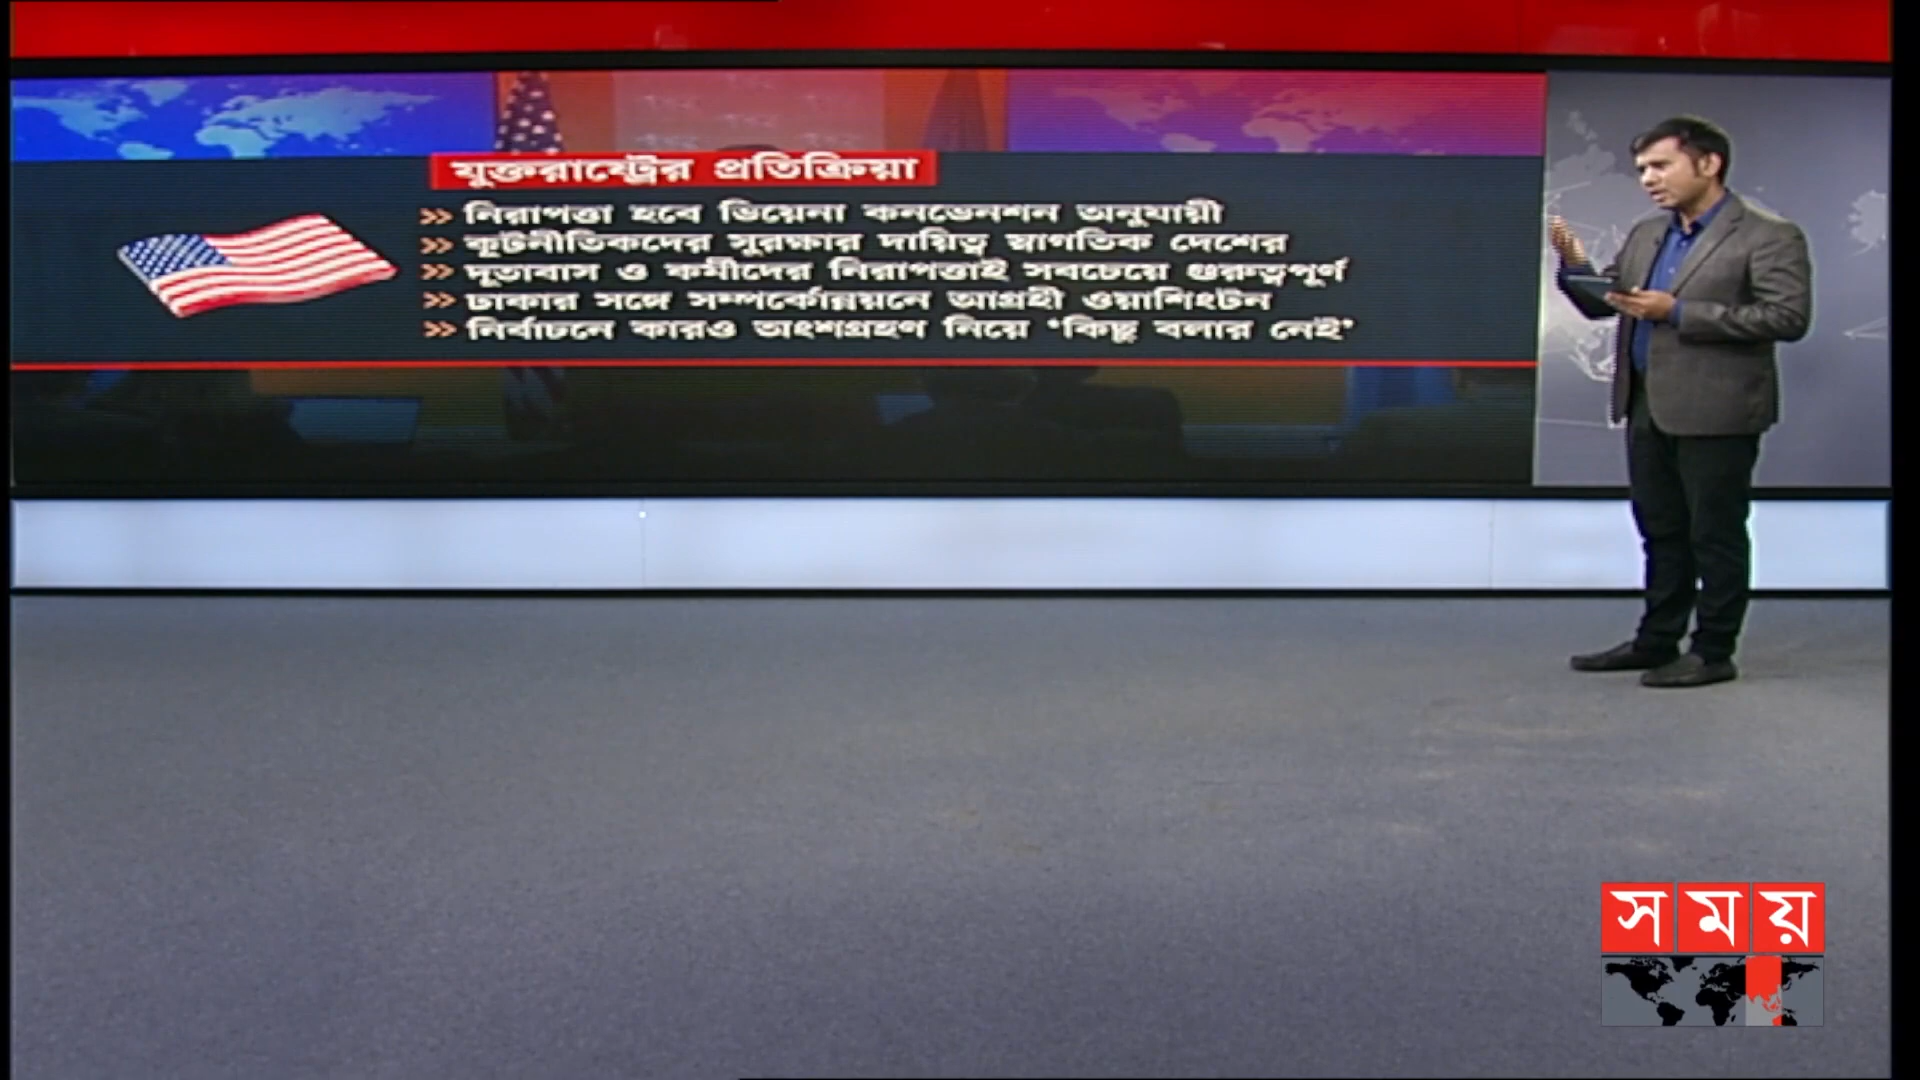 যুক্তরাষ্ট্রের প্রতিক্রিয়া
>> নিরাপত্তা হবে ভিয়েনা কনভেনশন অনুযায়ী
>> কূটনীতিকদের সুরক্ষার দায়িত্ব স্বাগতিক দেশের
>> দূতাবাস ও কর্মীদের নিরাপত্তাই সবচেয়ে গুরুত্বপূর্ণ
>> ঢাকার সঙ্গে সম্পর্কোন্নয়নে আগ্রহী ওয়াশিংটন
>> নির্বাচনে কারও অংশগ্রহণ নিয়ে ‘কিছু বলার নেই’
সময়